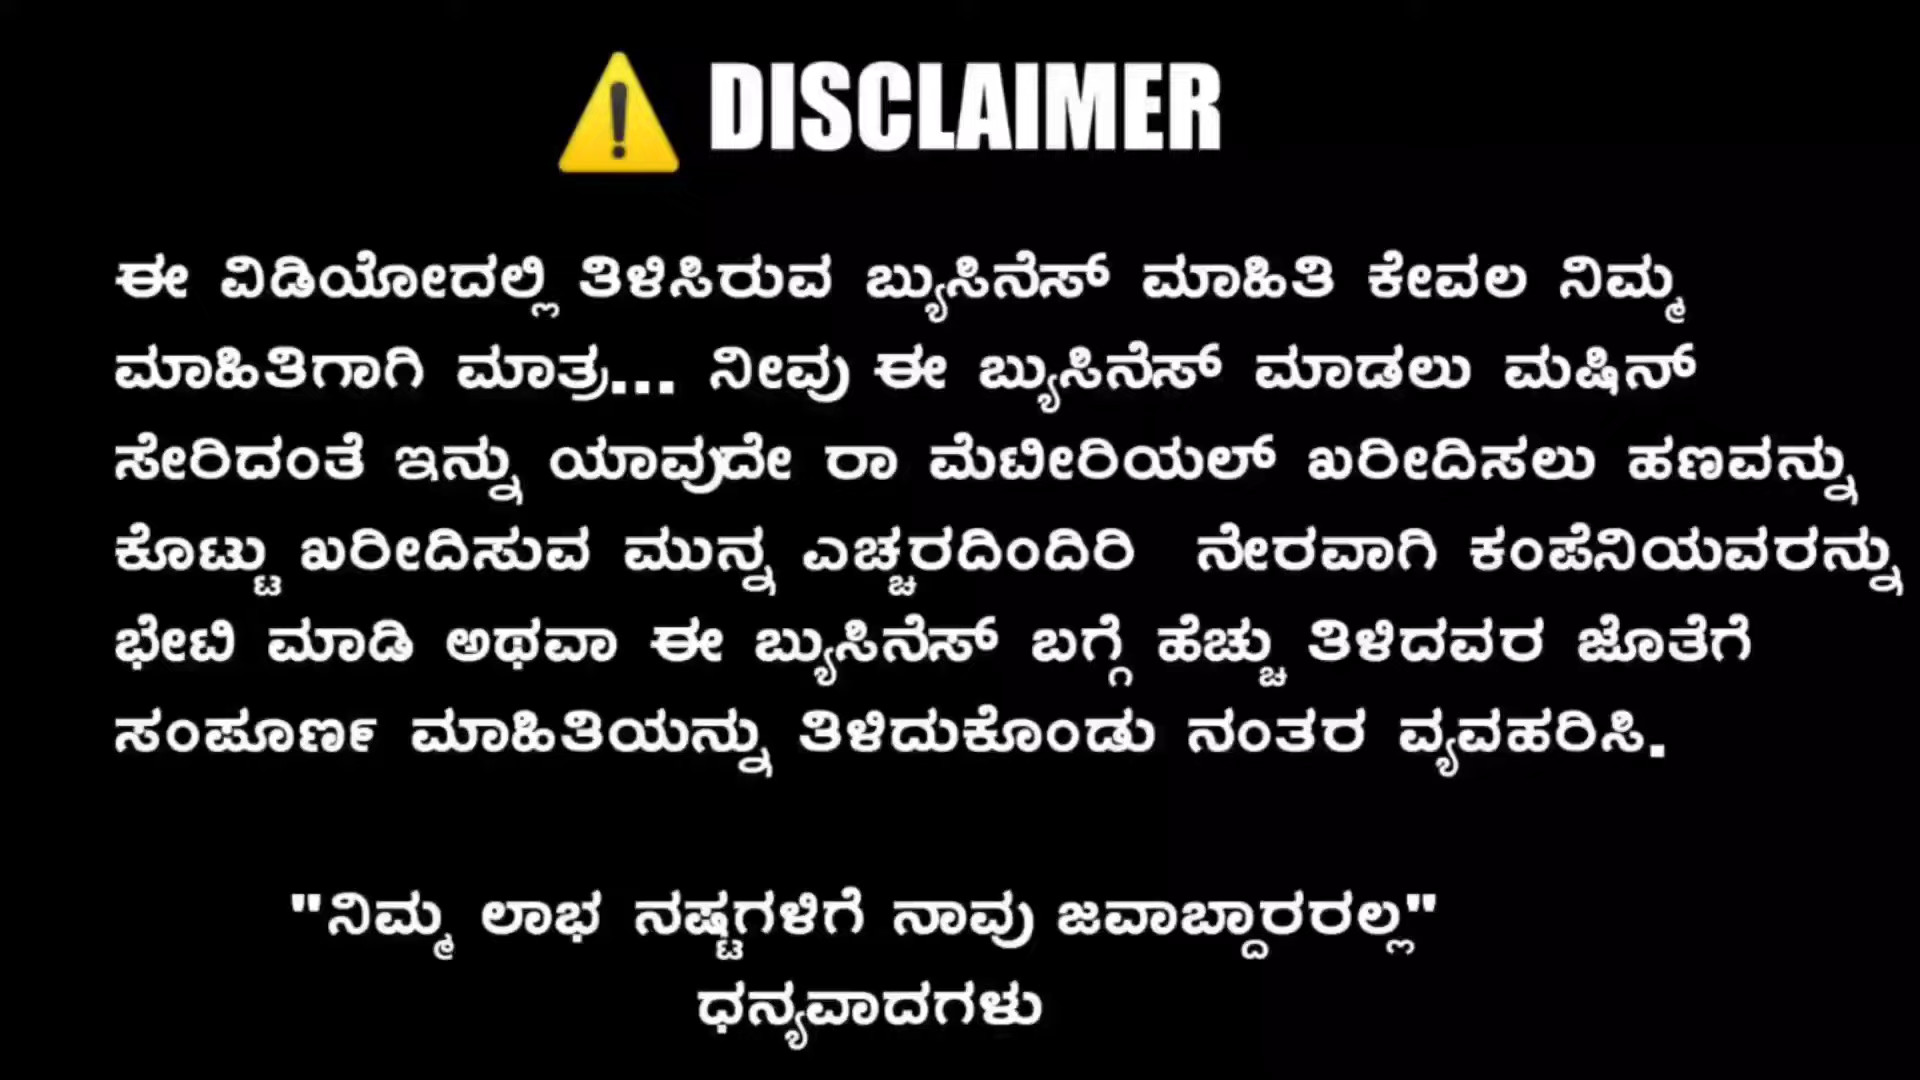 ⚠️ DISCLAIMER
ಈ ವಿಡಿಯೋದಲ್ಲಿ ತಿಳಿಸಿರುವ ಬ್ಯುಸಿನೆಸ್ ಮಾಹಿತಿ ಕೇವಲ ನಿಮ್ಮ
ಮಾಹಿತಿಗಾಗಿ ಮಾತ್ರ... ನೀವು ಈ ಬ್ಯುಸಿನೆಸ್ ಮಾಡಲು ಮಷಿನ್
ಸೇರಿದಂತೆ ಇನ್ನು ಯಾವುದೇ ರಾ ಮೆಟೀರಿಯಲ್ ಖರೀದಿಸಲು ಹಣವನ್ನು
ಕೊಟ್ಟು ಖರೀದಿಸುವ ಮುನ್ನ ಎಚ್ಚರದಿಂದಿರಿ ನೇರವಾಗಿ ಕಂಪೆನಿಯವರನ್ನು
ಭೇಟಿ ಮಾಡಿ ಅಥವಾ ಈ ಬ್ಯುಸಿನೆಸ್ ಬಗ್ಗೆ ಹೆಚ್ಚು ತಿಳಿದವರ ಜೊತೆಗೆ
ಸಂಪೂರ್ಣ ಮಾಹಿತಿಯನ್ನು ತಿಳಿದುಕೊಂಡು ನಂತರ ವ್ಯವಹರಿಸಿ.
"ನಿಮ್ಮ ಲಾಭ ನಷ್ಟಗಳಿಗೆ ನಾವು ಜವಾಬ್ದಾರರಲ್ಲ"
ಧನ್ಯವಾದಗಳು